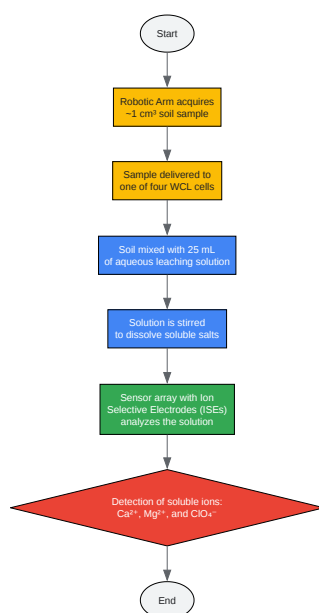 Start
Robotic Arm acquires
~1 cm³ soil sample
Sample delivered to
one of four WCL cells
Soil mixed with 25 mL
of aqueous leaching solution
Solution is stirred
to dissolve soluble salts
Sensor array with Ion
Selective Electrodes (ISEs)
analyzes the solution
Detection of soluble ions:
Ca²⁺, Mg²⁺, and ClO₄⁻
End